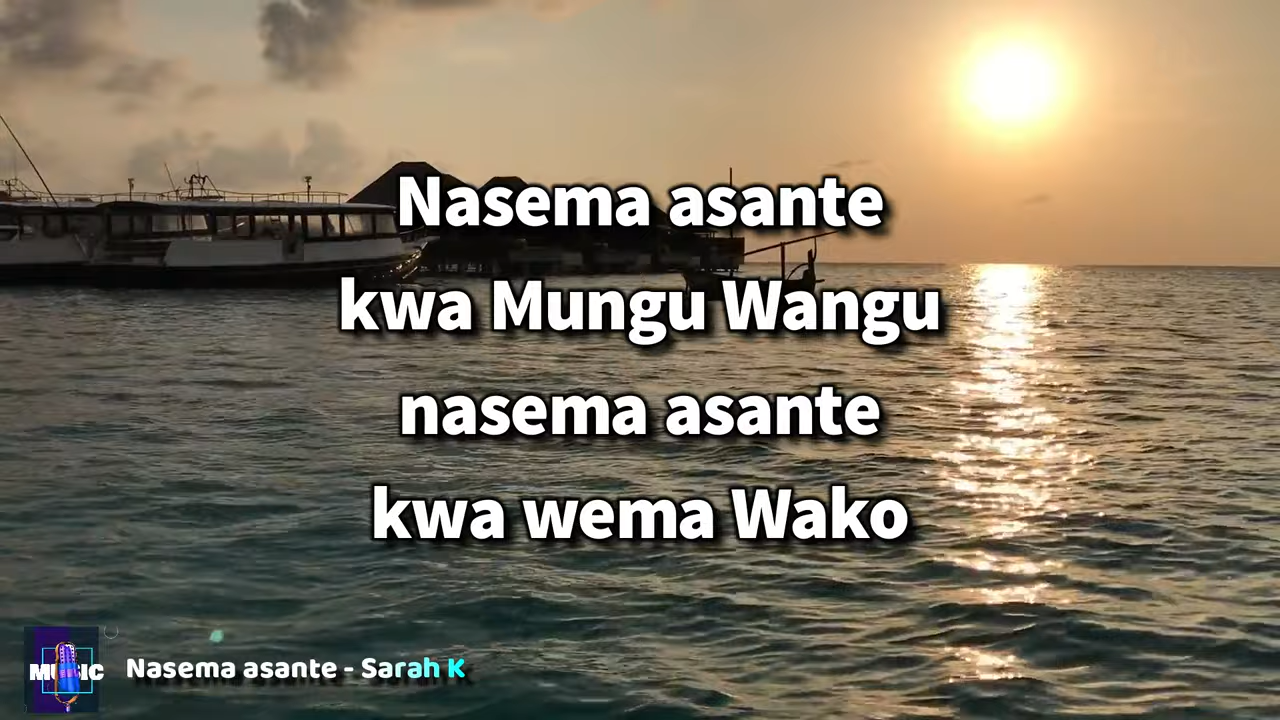 Nasema asante
kwa Mungu Wangu
nasema asante
kwa wema Wako
MUSIC
Nasema asante - Sarah K